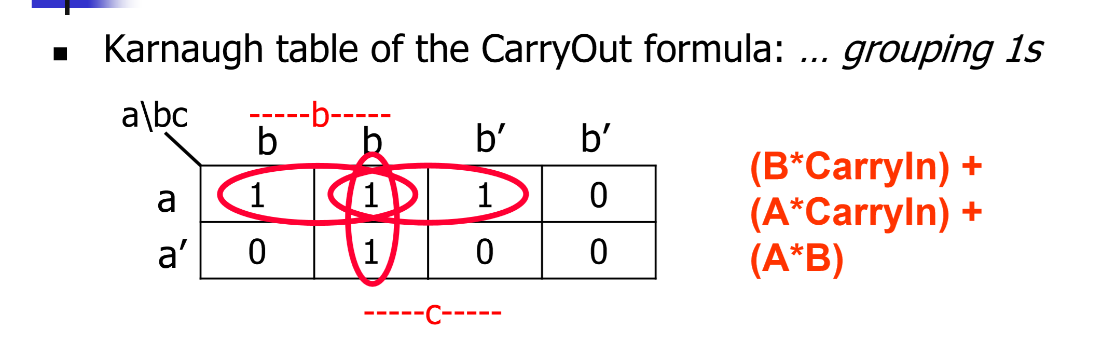 ▪ Karnaugh table of the CarryOut formula: ... grouping 1s
a\bc -----b-----
b b b′ b′
a 1 1 1 0
a′ 0 1 0 0
-----c-----
(B*CarryIn) +
(A*CarryIn) +
(A*B)